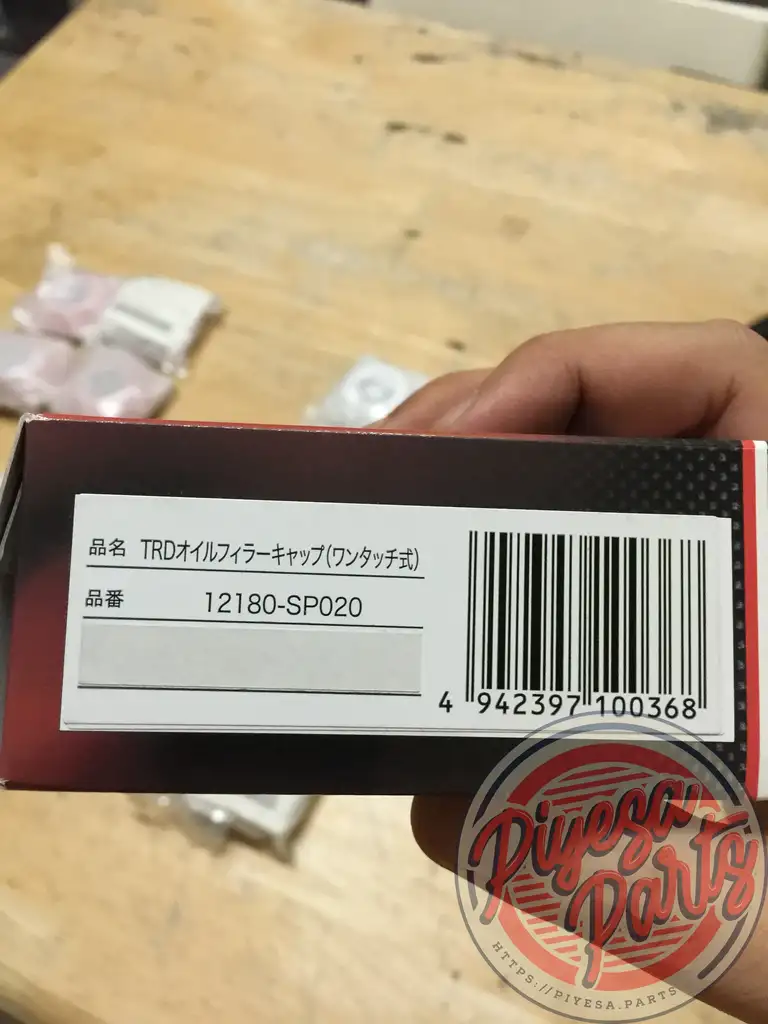 品名 TRDオイルフィラーキャップ(ワンタッチ式)
品番 12180-SP020
4 942397 100368
Piyesa
Parts
HTTPS://PIYESA.PARTS